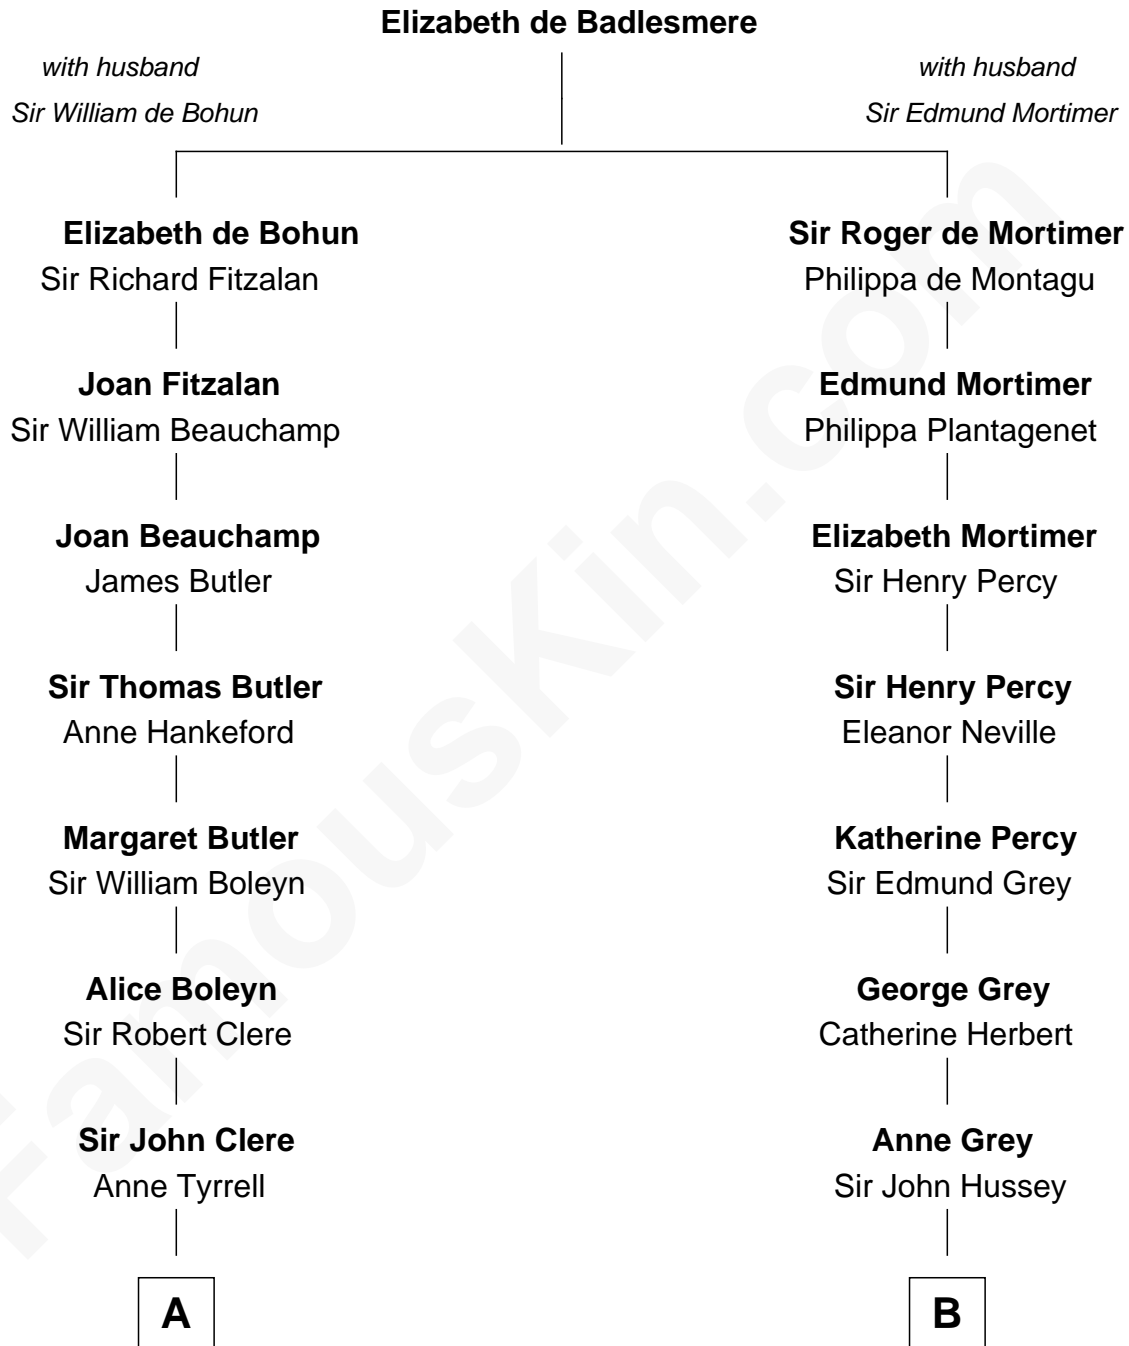 Elizabeth de Badlesmere
with husband
Sir William de Bohun
with husband
Sir Edmund Mortimer
Elizabeth de Bohun
Sir Richard Fitzalan
Sir Roger de Mortimer
Philippa de Montagu
Joan Fitzalan
Sir William Beauchamp
Edmund Mortimer
Philippa Plantagenet
Joan Beauchamp
James Butler
Elizabeth Mortimer
Sir Henry Percy
Sir Thomas Butler
Anne Hankeford
Sir Henry Percy
Eleanor Neville
Margaret Butler
Sir William Boleyn
Katherine Percy
Sir Edmund Grey
Alice Boleyn
Sir Robert Clere
George Grey
Catherine Herbert
Sir John Clere
Anne Tyrrell
Anne Grey
Sir John Hussey
A
B
FamousKin.com